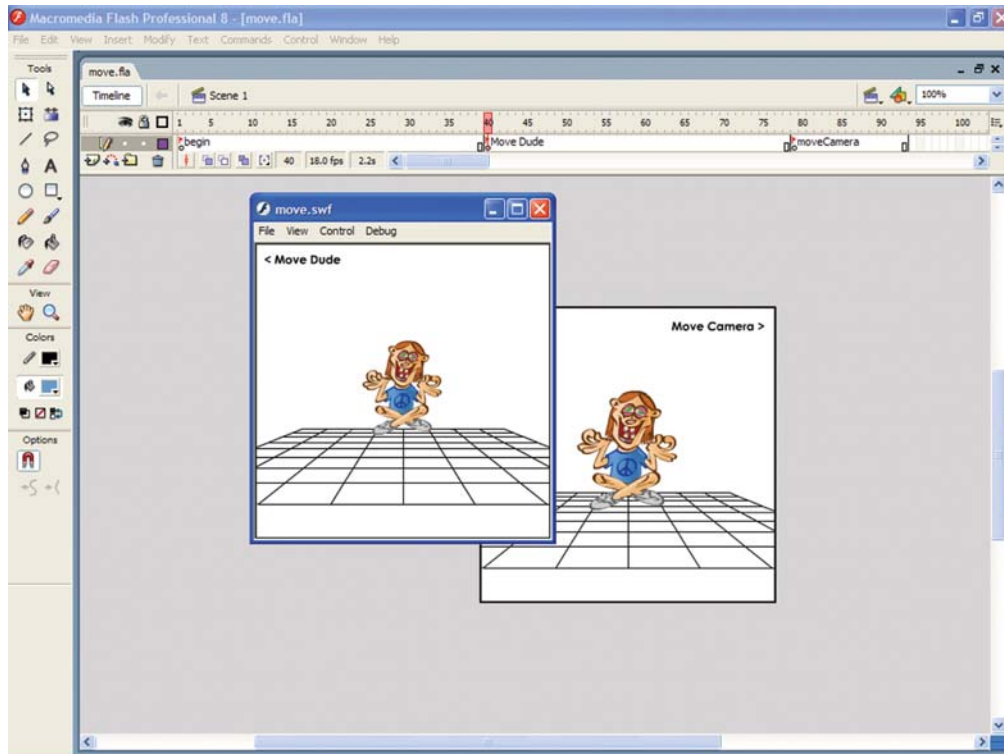 Macromedia Flash Professional 8 - [move.fla]
File Edit View Insert Modify Text Commands Control Window Help
Tools
View
Colors
Options
move.fla
Timeline
Scene 1
100%
1 5 10 15 20 25 30 35 40 45 50 55 60 65 70 75 80 85 90 95 100
begin
Move Dude
moveCamera
40 18.0 fps 2.2s
move.swf
File View Control Debug
< Move Dude
Move Camera >